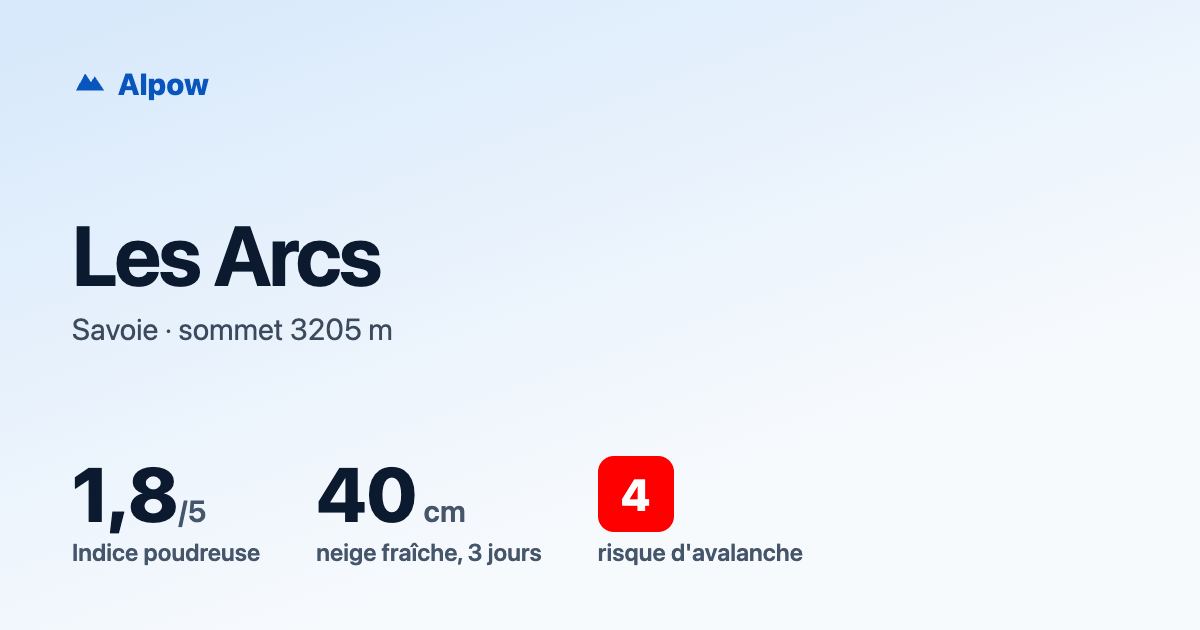 Alpow
Les Arcs
Savoie · sommet 3205 m
1,8/5
Indice poudreuse
40 cm
neige fraîche, 3 jours
4
risque d'avalanche